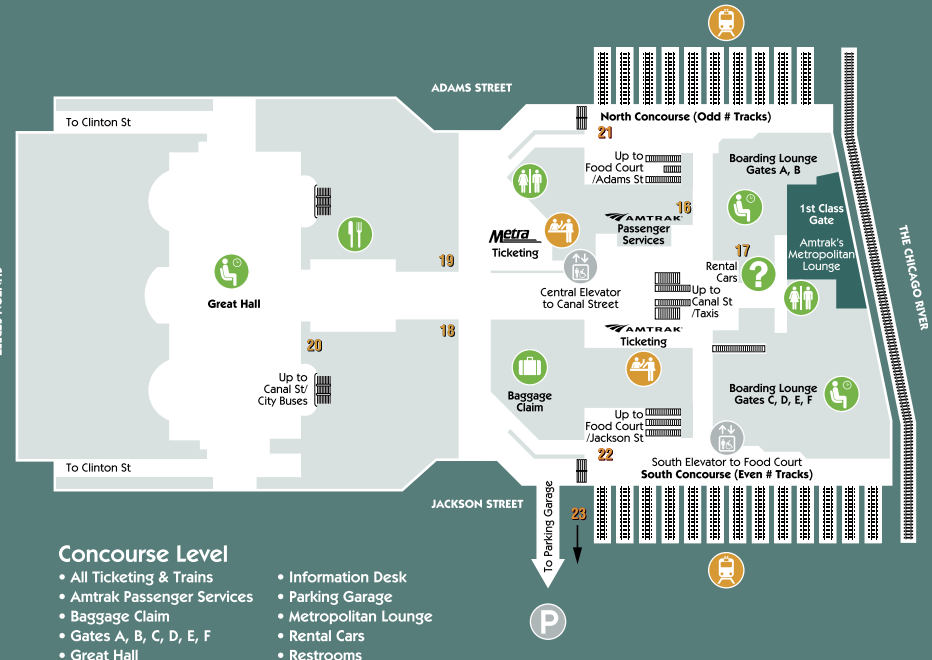 ADAMS STREET
To Clinton St
North Concourse (Odd # Tracks)
21
Up to
Food Court
/Adams St
Boarding Lounge
Gates A, B
16
AMTRAK
Passenger
Services
1st Class
Gate
Amtrak's
Metropolitan
Lounge
Metra
Ticketing
THE CHICAGO RIVER
19
17
Rental
Cars
?
Central Elevator
to Canal Street
Up to
Canal St
/Taxis
Great Hall
18
AMTRAK
Ticketing
20
Up to
Canal St/
City Buses
Baggage
Claim
Boarding Lounge
Gates C, D, E, F
Up to
Food Court
/Jackson St
22
South Elevator to Food Court
South Concourse (Even # Tracks)
To Clinton St
JACKSON STREET
To Parking Garage
23
P
Concourse Level
• All Ticketing & Trains
• Amtrak Passenger Services
• Baggage Claim
• Gates A, B, C, D, E, F
• Great Hall
• Information Desk
• Parking Garage
• Metropolitan Lounge
• Rental Cars
• Restrooms